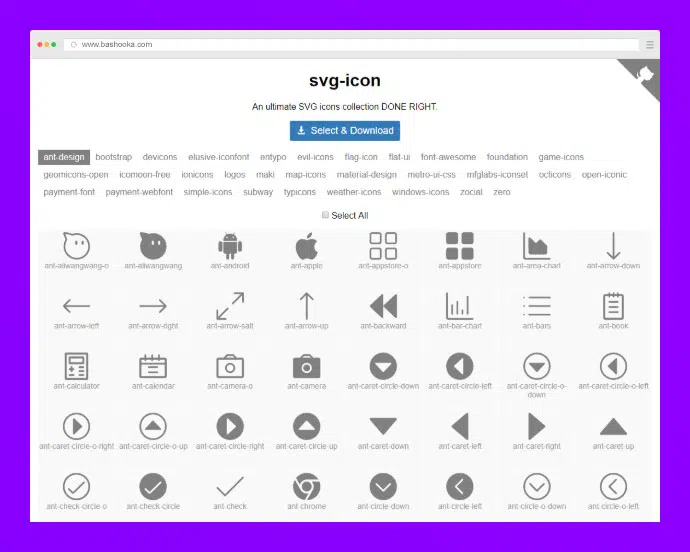 www.bashooka.com
svg-icon
An ultimate SVG icons collection DONE RIGHT.
Select & Download
ant-design bootstrap devicons elusive-iconfont entypo evil-icons flag-icon flat-ui font-awesome foundation game-icons
geomicons-open icomoon-free ionicons logos maki map-icons material-design metro-ui-css mfglabs-iconset octicons open-iconic
payment-font payment-webfont simple-icons subway typicons weather-icons windows-icons zocial zero
Select All
ant-aliwangwang-o ant-aliwangwang ant-android ant-apple ant-appstore-o ant-appstore ant-area-chart ant-arrow-down
ant-arrow-left ant-arrow-right ant-arrow-salt ant-arrow-up ant-backward ant-bar-chart ant-bars ant-book
ant-calculator ant-calendar ant-camera-o ant-camera ant-caret-circle-down ant-caret-circle-left ant-caret-circle-o-down ant-caret-circle-o-left
ant-caret-circle-o-right ant-caret-circle-o-up ant-caret-circle-right ant-caret-circle-up ant-caret-down ant-caret-left ant-caret-right ant-caret-up
ant-check-circle-o ant-check-circle ant-check ant-chrome ant-circle-down ant-circle-left ant-circle-o-down ant-circle-o-left